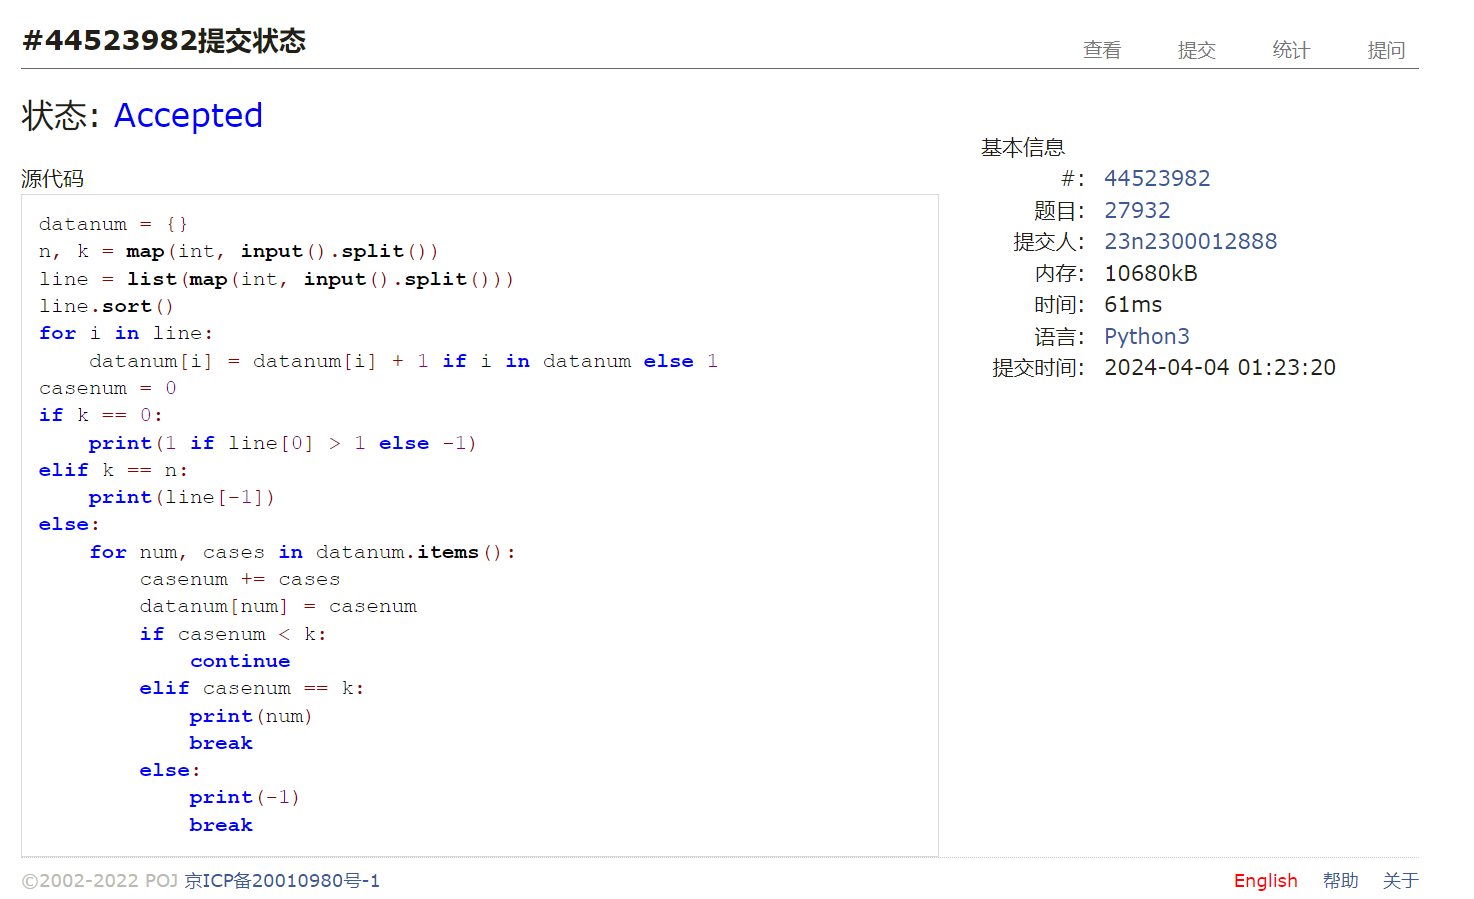 #44523982提交状态
查看 提交 统计 提问
状态: Accepted
源代码
datanum = {}
n, k = map(int, input().split())
line = list(map(int, input().split()))
line.sort()
for i in line:
    datanum[i] = datanum[i] + 1 if i in datanum else 1
casenum = 0
if k == 0:
    print(1 if line[0] > 1 else -1)
elif k == n:
    print(line[-1])
else:
    for num, cases in datanum.items():
        casenum += cases
        datanum[num] = casenum
        if casenum < k:
            continue
        elif casenum == k:
            print(num)
            break
        else:
            print(-1)
            break
基本信息
#: 44523982
题目: 27932
提交人: 23n2300012888
内存: 10680kB
时间: 61ms
语言: Python3
提交时间: 2024-04-04 01:23:20
©2002-2022 POJ 京ICP备20010980号-1
English 帮助 关于